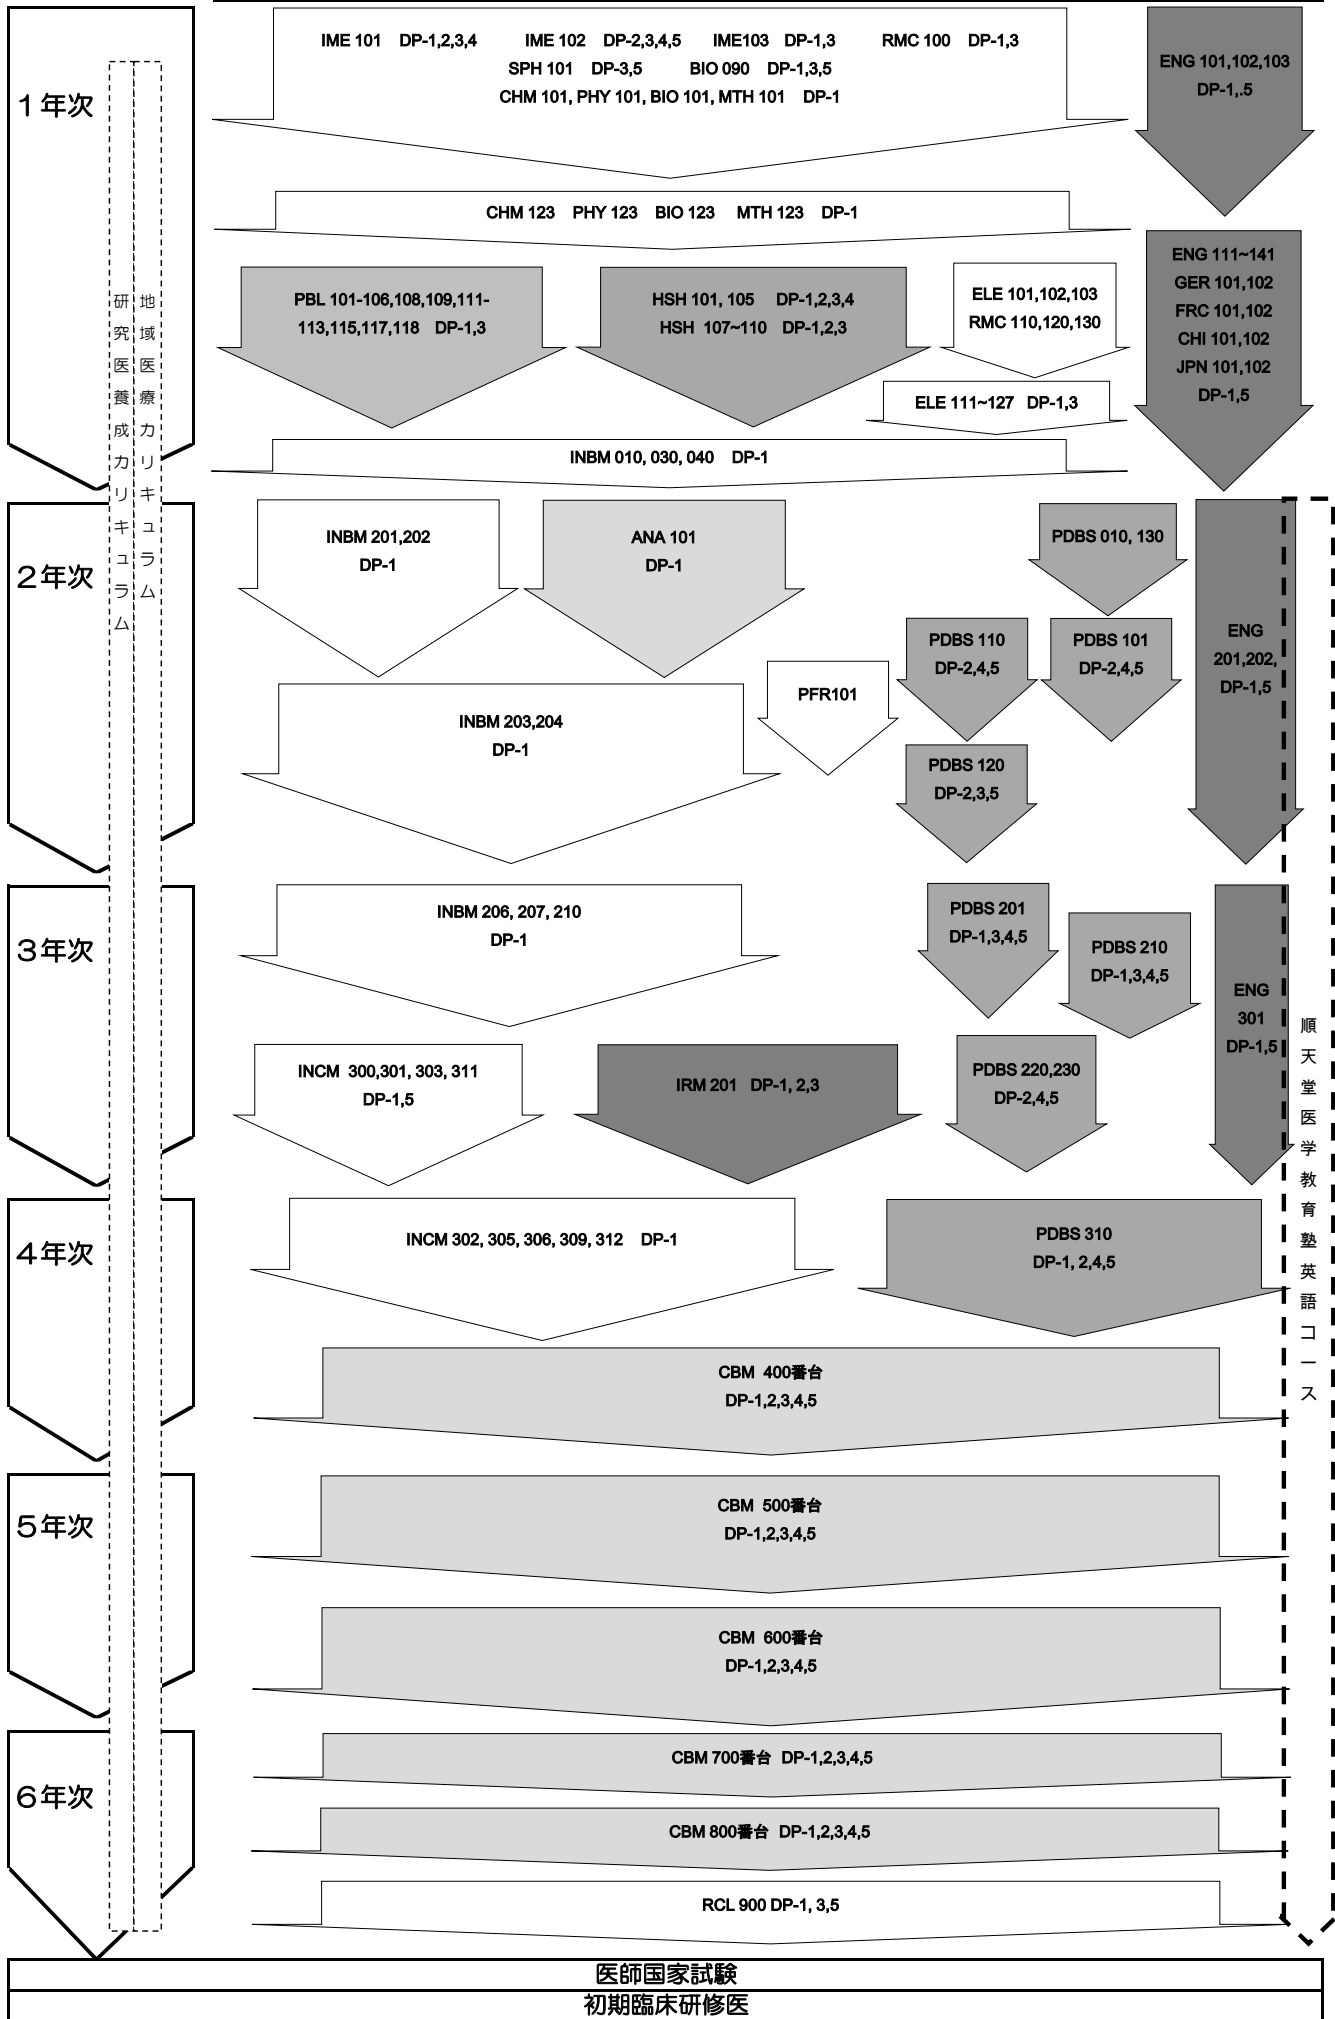 1年次
IME 101 DP-1,2,3,4 IME 102 DP-2,3,4,5 IME103 DP-1,3 RMC 100 DP-1,3
SPH 101 DP-3,5 BIO 090 DP-1,3,5
CHM 101, PHY 101, BIO 101, MTH 101 DP-1
ENG 101,102,103
DP-1,.5
CHM 123 PHY 123 BIO 123 MTH 123 DP-1
PBL 101-106,108,109,111-
113,115,117,118 DP-1,3
HSH 101, 105 DP-1,2,3,4
HSH 107~110 DP-1,2,3
ELE 101,102,103
RMC 110,120,130
ELE 111~127 DP-1,3
ENG 111~141
GER 101,102
FRC 101,102
CHI 101,102
JPN 101,102
DP-1,5
INBM 010, 030, 040 DP-1
研究医養成カリキュラム
地域医療カリキュラム
2年次
INBM 201,202
DP-1
ANA 101
DP-1
PDBS 010, 130
PDBS 110
DP-2,4,5
PDBS 101
DP-2,4,5
ENG
201,202,
DP-1,5
PFR101
INBM 203,204
DP-1
PDBS 120
DP-2,3,5
3年次
INBM 206, 207, 210
DP-1
PDBS 201
DP-1,3,4,5
PDBS 210
DP-1,3,4,5
ENG
301
DP-1,5
INCM 300,301, 303, 311
DP-1,5
IRM 201 DP-1, 2,3
PDBS 220,230
DP-2,4,5
順天堂医学教育塾英語コース
4年次
INCM 302, 305, 306, 309, 312 DP-1
PDBS 310
DP-1, 2,4,5
CBM 400番台
DP-1,2,3,4,5
5年次
CBM 500番台
DP-1,2,3,4,5
CBM 600番台
DP-1,2,3,4,5
6年次
CBM 700番台 DP-1,2,3,4,5
CBM 800番台 DP-1,2,3,4,5
RCL 900 DP-1, 3,5
医師国家試験
初期臨床研修医